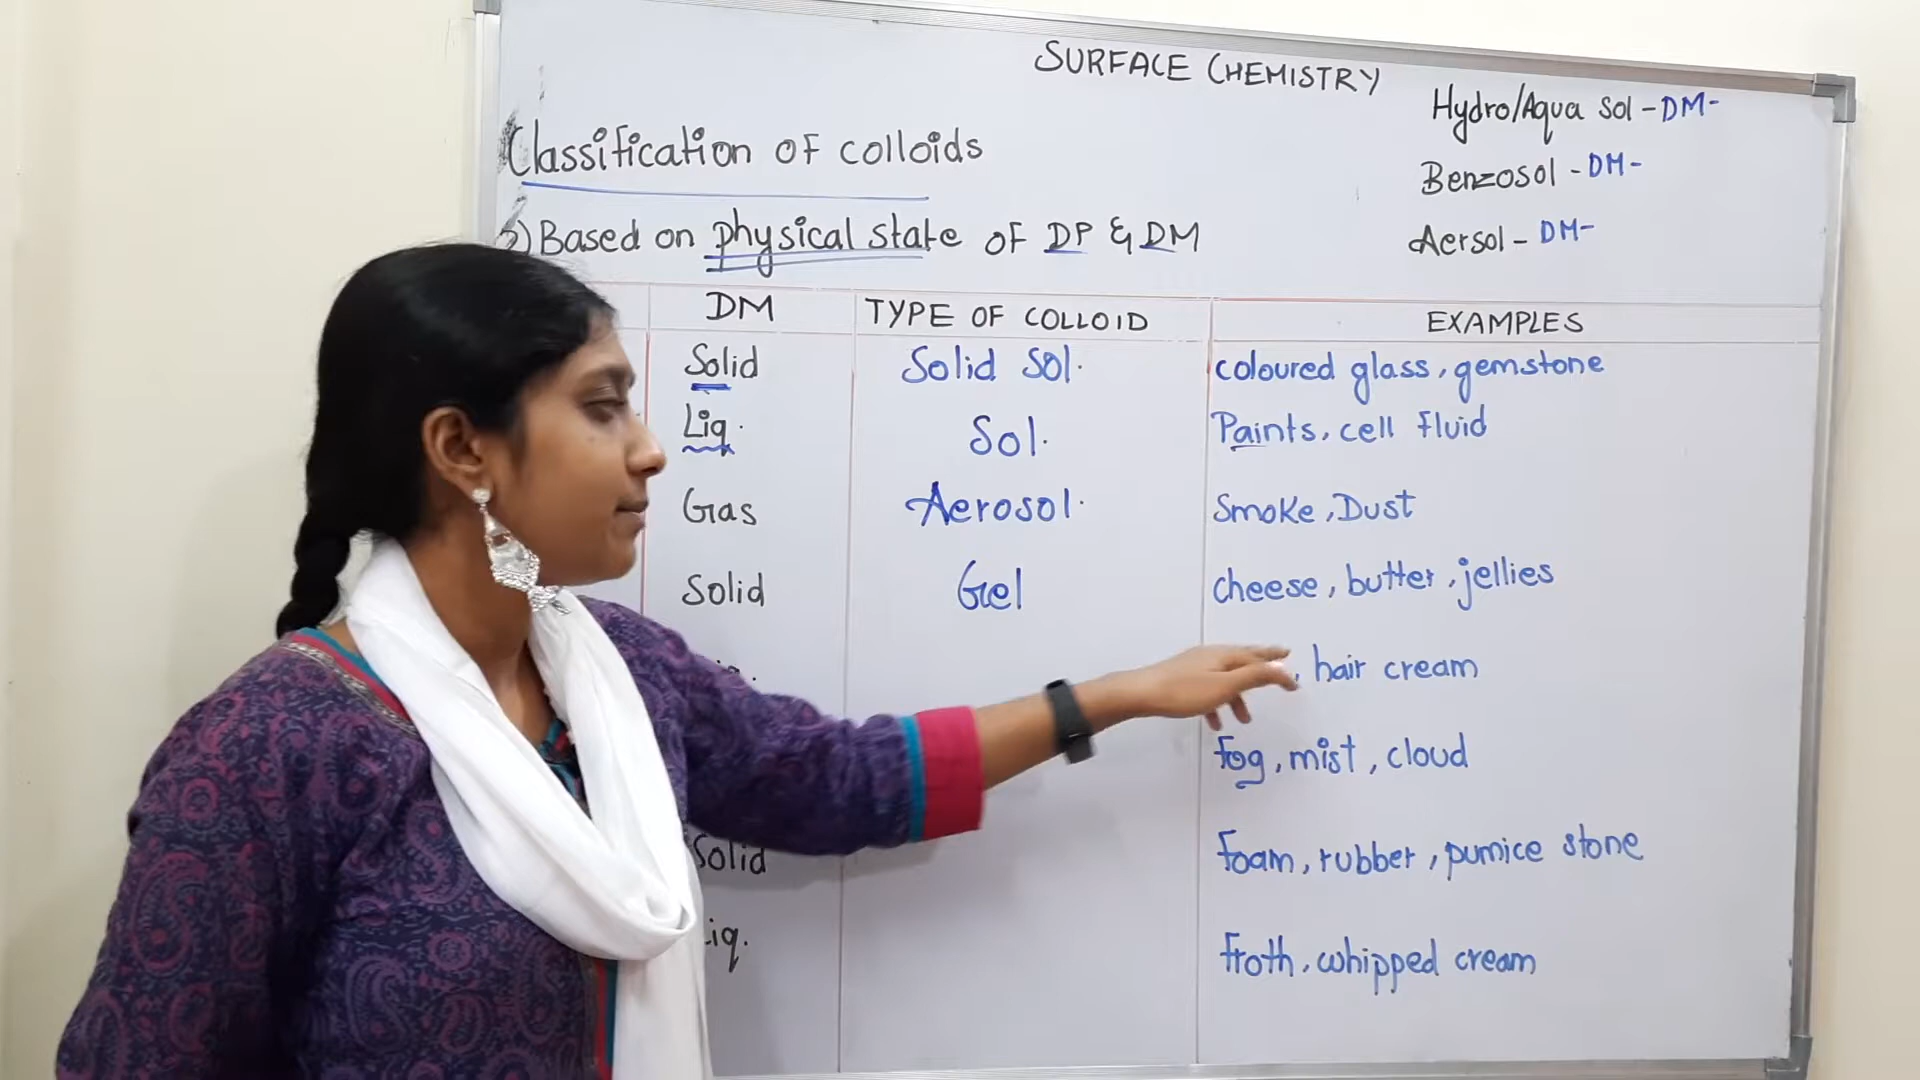 SURFACE CHEMISTRY
Hydro/Aqua sol - DM-
Benzosol - DM-
Aersol - DM-
Classification OF colloids
2) Based on physical state OF DP & DM
DM TYPE OF COLLOID EXAMPLES
Solid Solid Sol. coloured glass, gemstone
Liq. Sol. Paints, cell fluid
Gas Aerosol. Smoke, Dust
Solid Gel cheese, butter, jellies
, hair cream
Fog, mist, cloud
Solid Foam, rubber, pumice stone
Liq. Froth, whipped cream